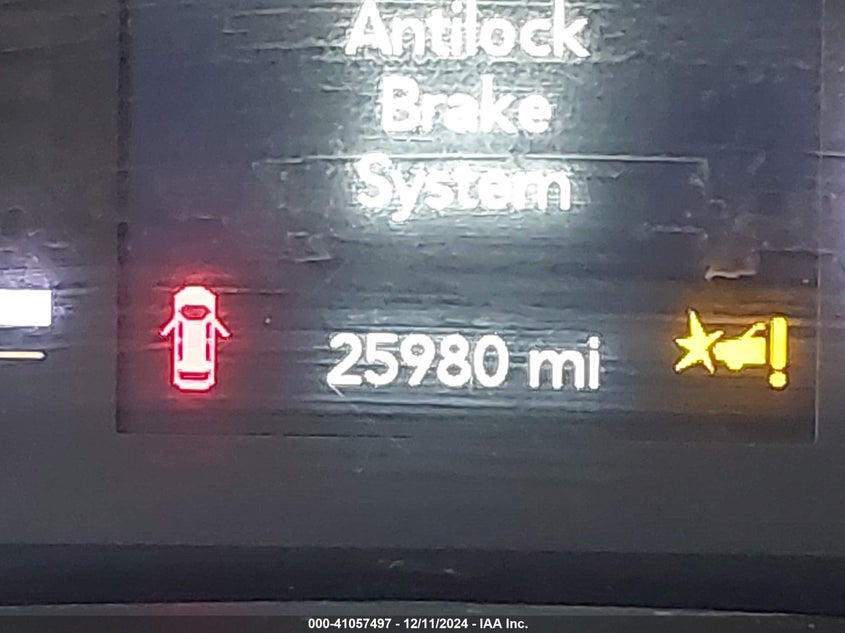 Antilock
Brake
System
25980 mi
000-41057497 - 12/11/2024 - IAA Inc.